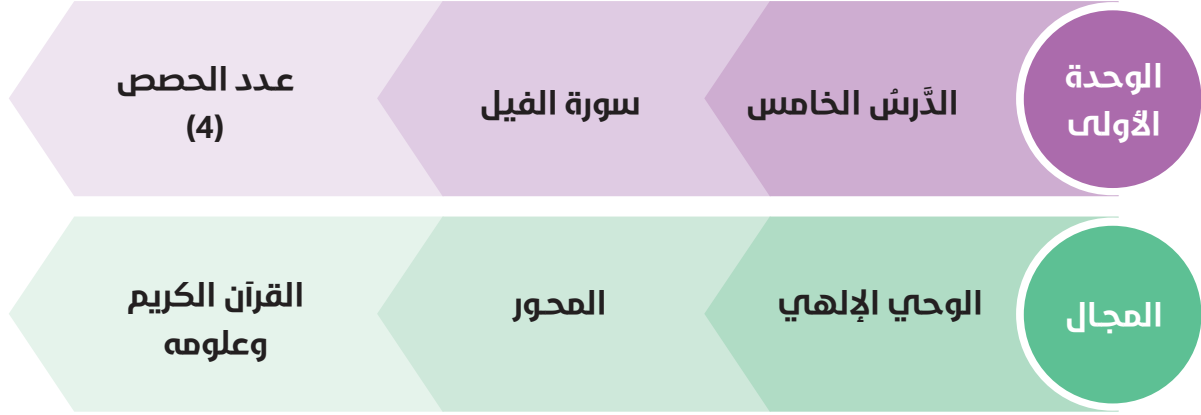 الوحدة
الأولى
الدَّرسُ الخامس
سورة الفيل
عدد الحصص
(4)
المجال
الوحي الإلهي
المحور
القرآن الكريم
وعلومه